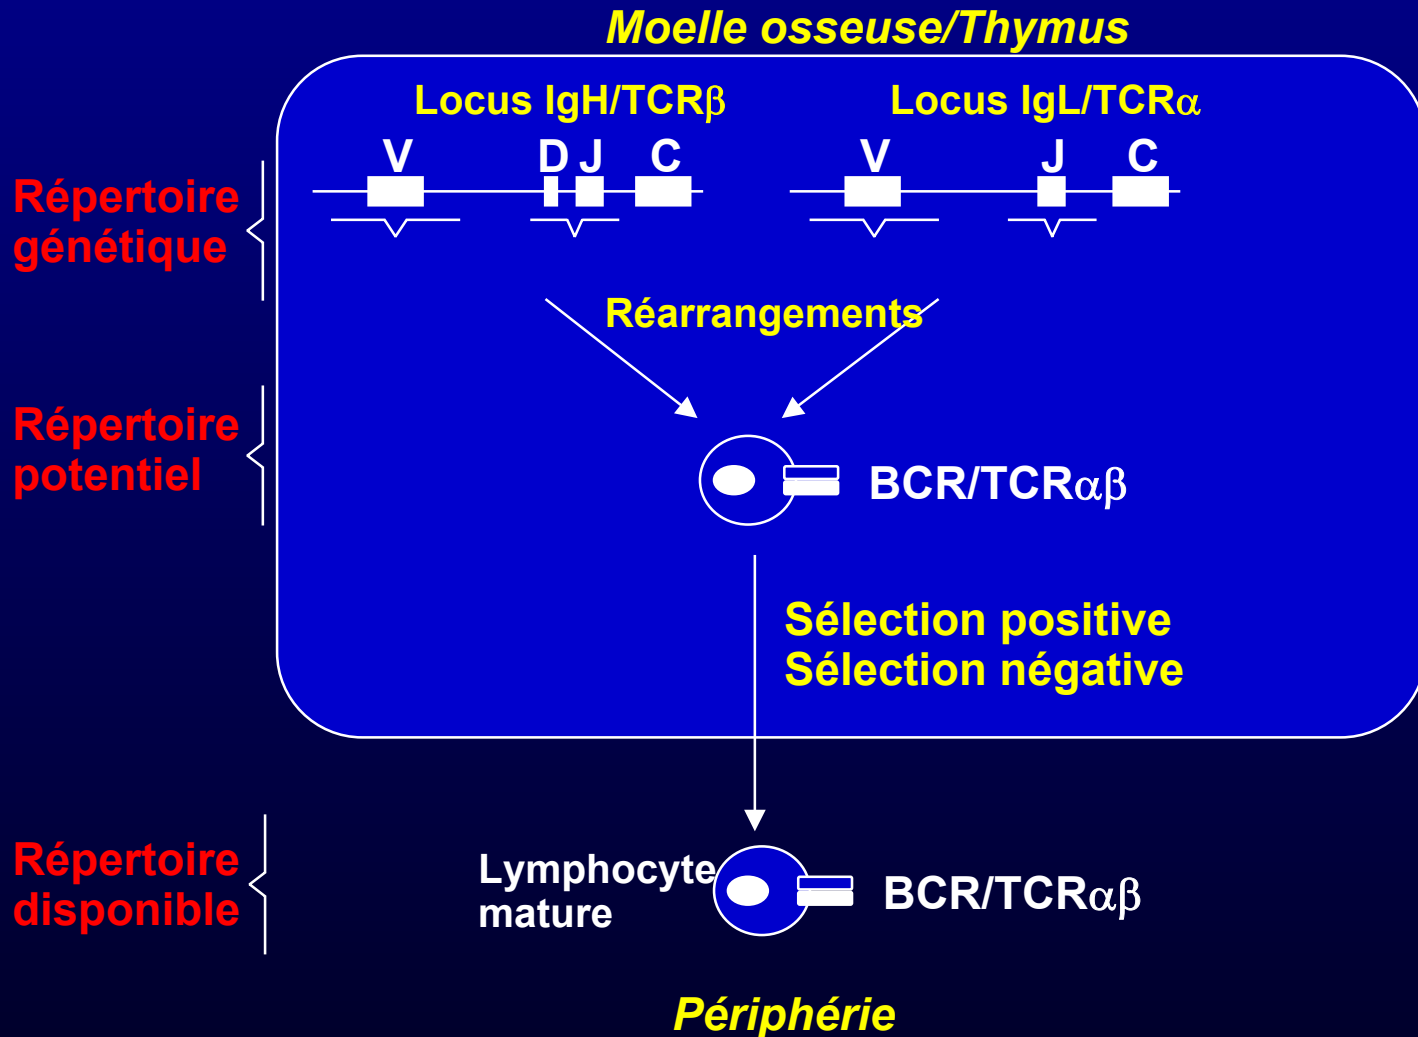 Moelle osseuse/Thymus
Locus IgH/TCRβ
Locus IgL/TCRα
V D J C
V J C
Répertoire
génétique
Réarrangements
Répertoire
potentiel
BCR/TCRαβ
Sélection positive
Sélection négative
Répertoire
disponible
Lymphocyte
mature
BCR/TCRαβ
Périphérie